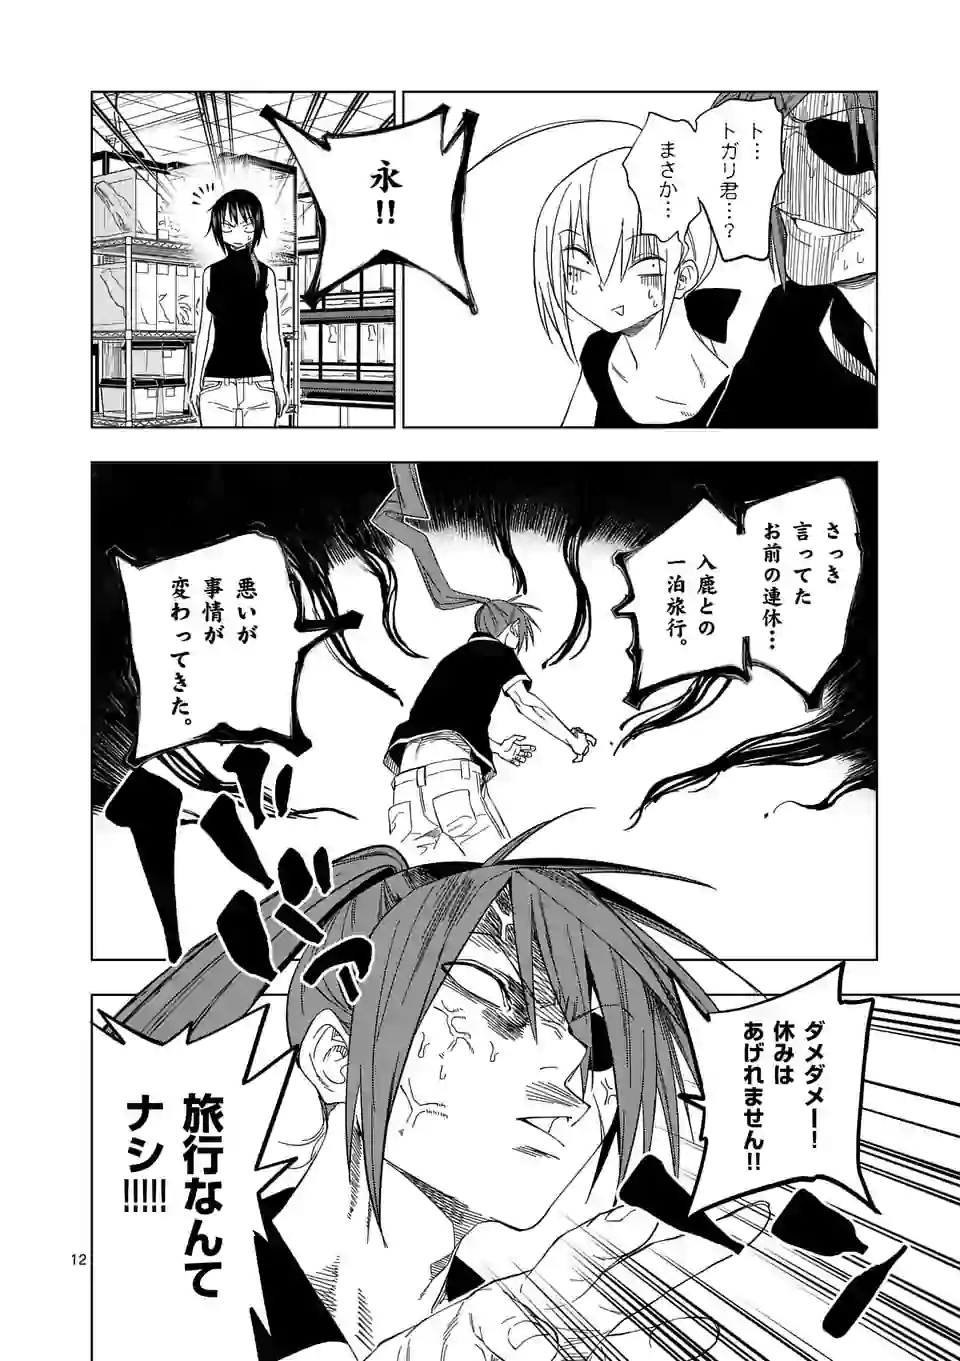 ト…
トガリ君…？
まさか…
永!!
さっき
言ってた
お前の連休…
入鹿との
一泊旅行。
悪いが
事情が
変わってきた。
ダメダメー!
休みは
あげれません!!
旅行なんて
ナシ!!!!!
12